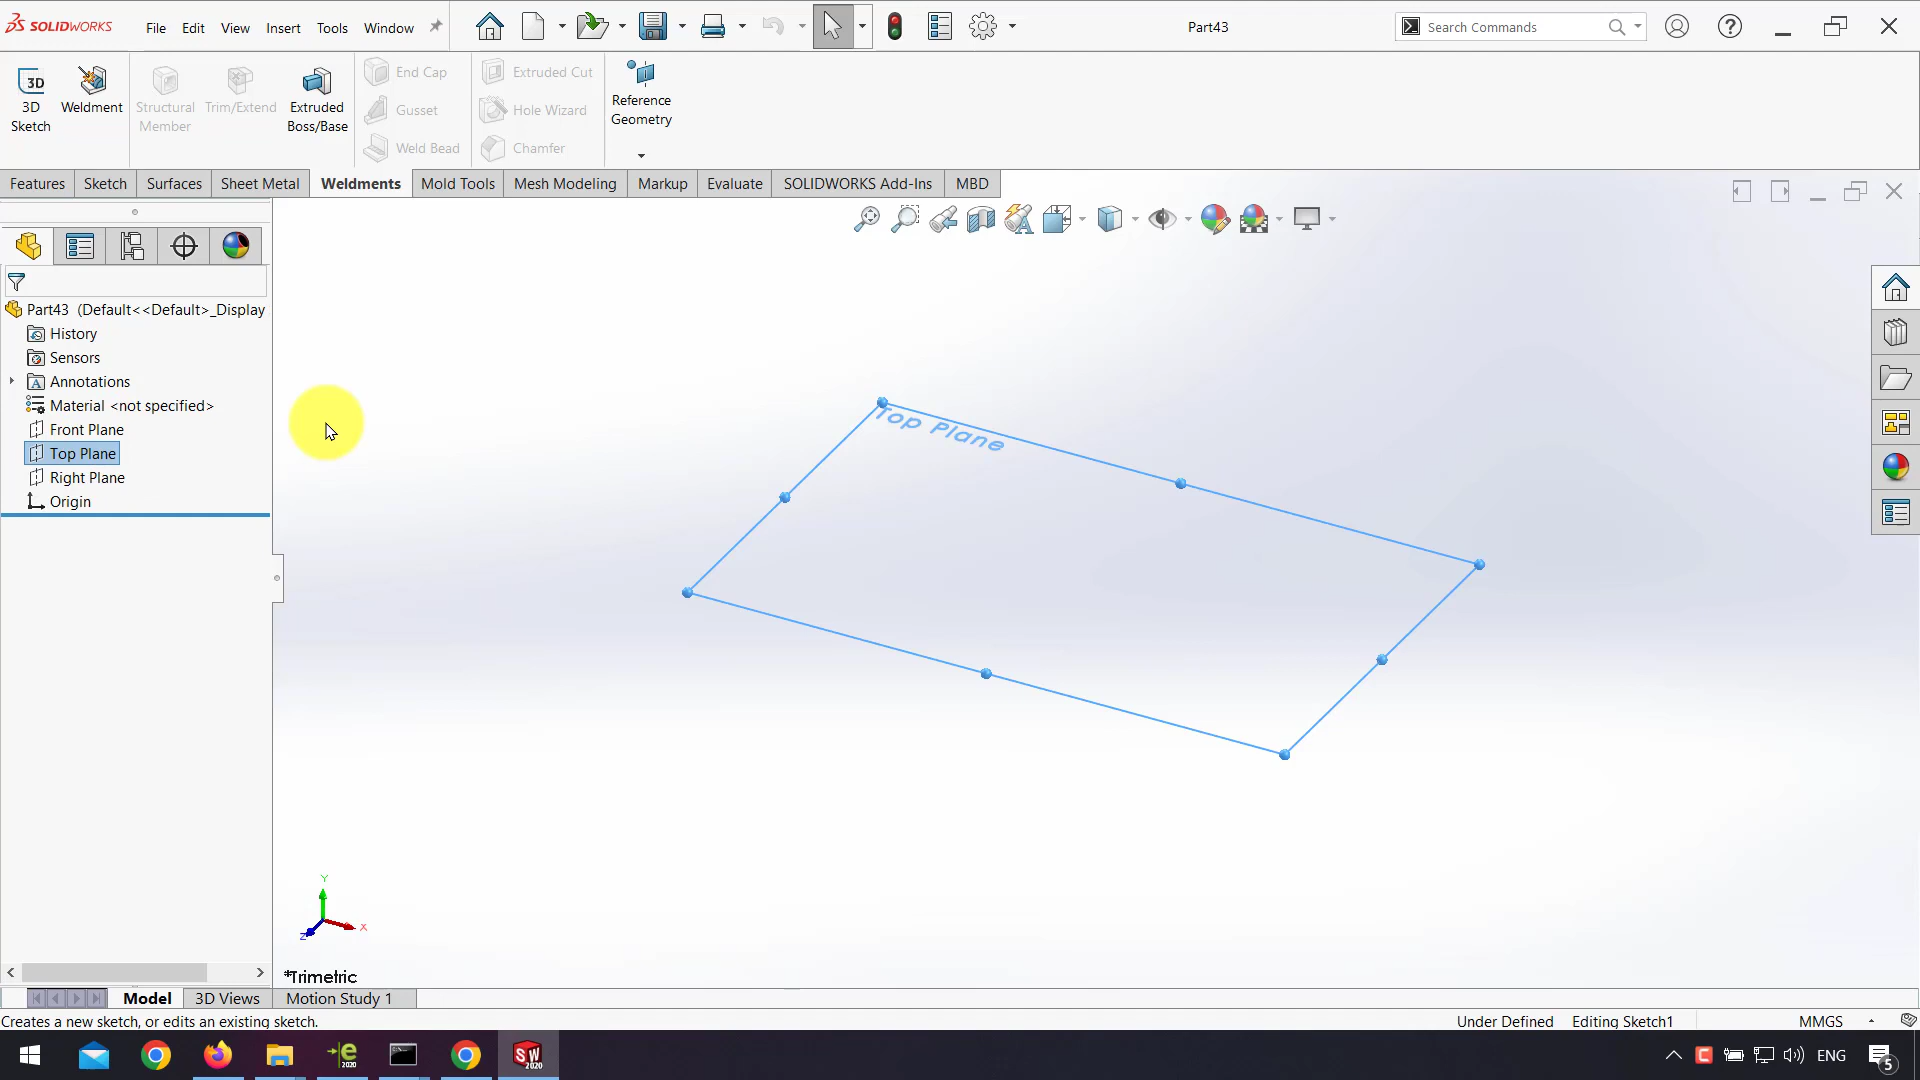 SOLIDWORKS
File Edit View Insert Tools Window
Part43
Search Commands
3D Sketch
Weldment
Structural Member
Trim/Extend
Extruded Boss/Base
End Cap
Gusset
Weld Bead
Extruded Cut
Hole Wizard
Chamfer
Reference Geometry
Features Sketch Surfaces Sheet Metal Weldments Mold Tools Mesh Modeling Markup Evaluate SOLIDWORKS Add-Ins MBD
Part43 (Default<<Default>_Display
History
Sensors
Annotations
Material <not specified>
Front Plane
Top Plane
Right Plane
Origin
Top Plane
Y
X
Z
*Trimetric
Model 3D Views Motion Study 1
Creates a new sketch, or edits an existing sketch.
Under Defined Editing Sketch1 MMGS
2020
SW 2020
ENG
5